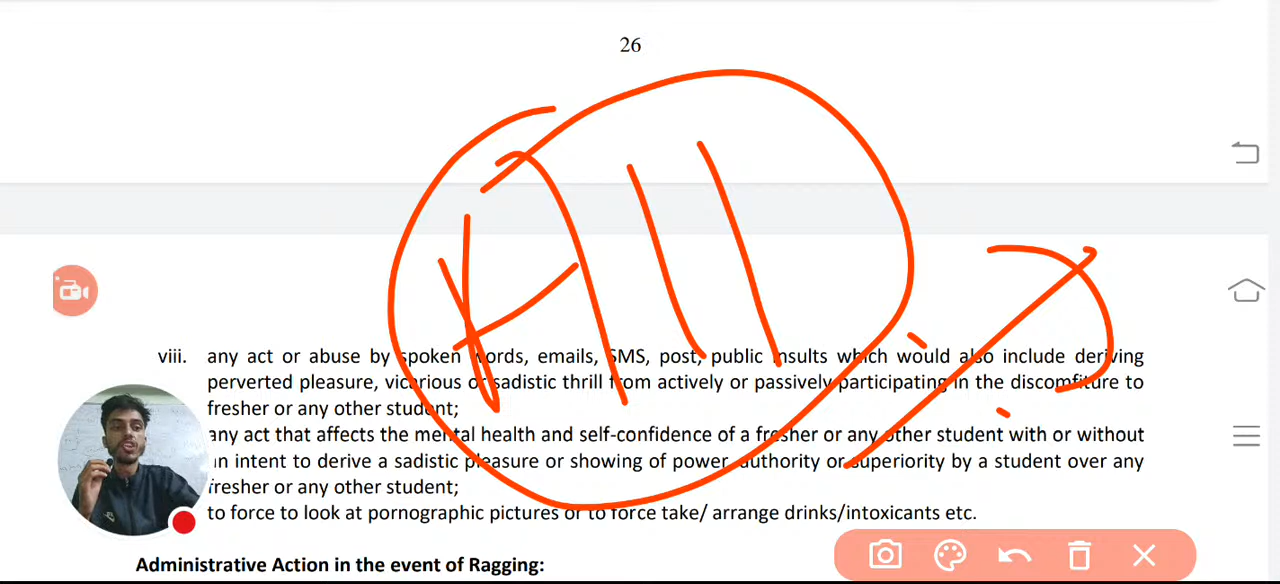 26
All
viii. any act or abuse by spoken words, emails, SMS, post, public insults which would also include deriving
perverted pleasure, vicarious or sadistic thrill from actively or passively participating in the discomfiture to
fresher or any other student;
any act that affects the mental health and self-confidence of a fresher or any other student with or without
an intent to derive a sadistic pleasure or showing of power, authority or superiority by a student over any
fresher or any other student;
to force to look at pornographic pictures or to force take/ arrange drinks/intoxicants etc.
Administrative Action in the event of Ragging: